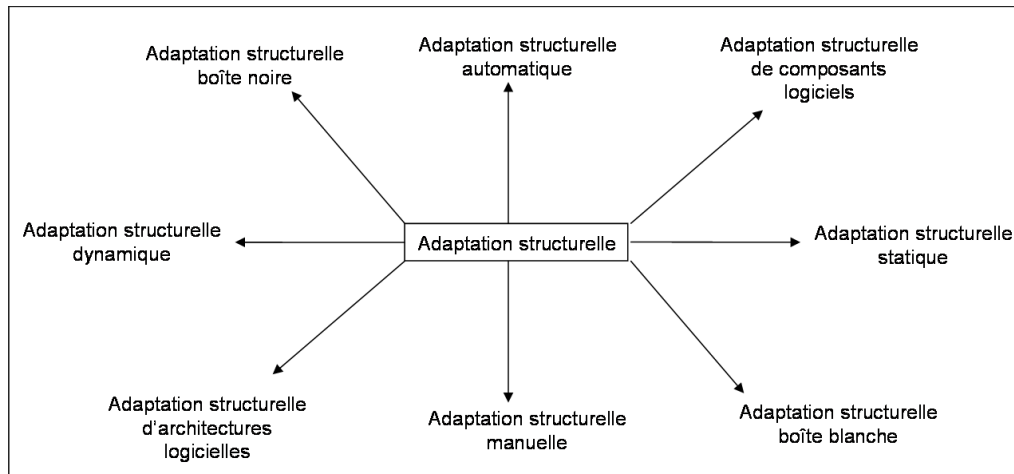 Adaptation structurelle
boîte noire
Adaptation structurelle
automatique
Adaptation structurelle
de composants
logiciels
Adaptation structurelle
dynamique
Adaptation structurelle
Adaptation structurelle
statique
Adaptation structurelle
d'architectures
logicielles
Adaptation structurelle
manuelle
Adaptation structurelle
boîte blanche